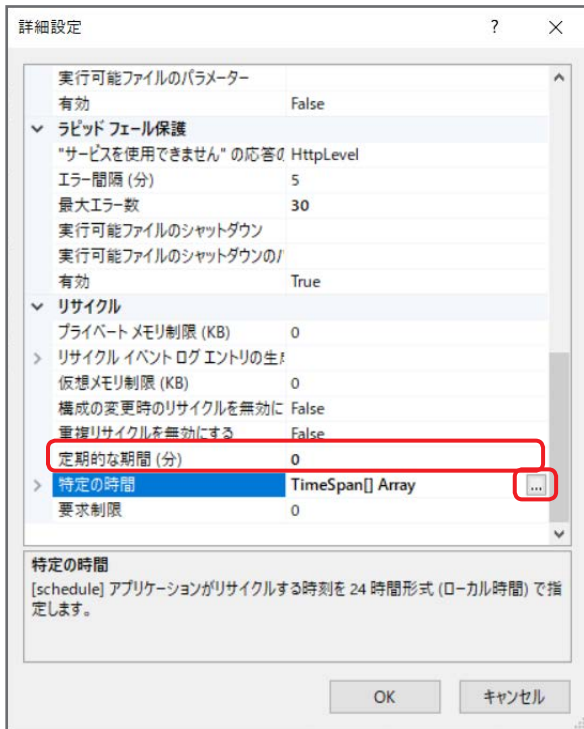 詳細設定 ?
実行可能ファイルのパラメーター
有効 False
ラピッド フェール保護
"サービスを使用できません" の応答の HttpLevel
エラー間隔 (分) 5
最大エラー数 30
実行可能ファイルのシャットダウン
実行可能ファイルのシャットダウンのパ
有効 True
リサイクル
プライベート メモリ制限 (KB) 0
リサイクル イベント ログ エントリの生成
仮想メモリ制限 (KB) 0
構成の変更時のリサイクルを無効に False
重複リサイクルを無効にする False
定期的な期間 (分) 0
特定の時間 TimeSpan[] Array ...
要求制限 0
特定の時間
[schedule] アプリケーションがリサイクルする時刻を 24 時間形式 (ローカル時間) で指
定します。
OK キャンセル